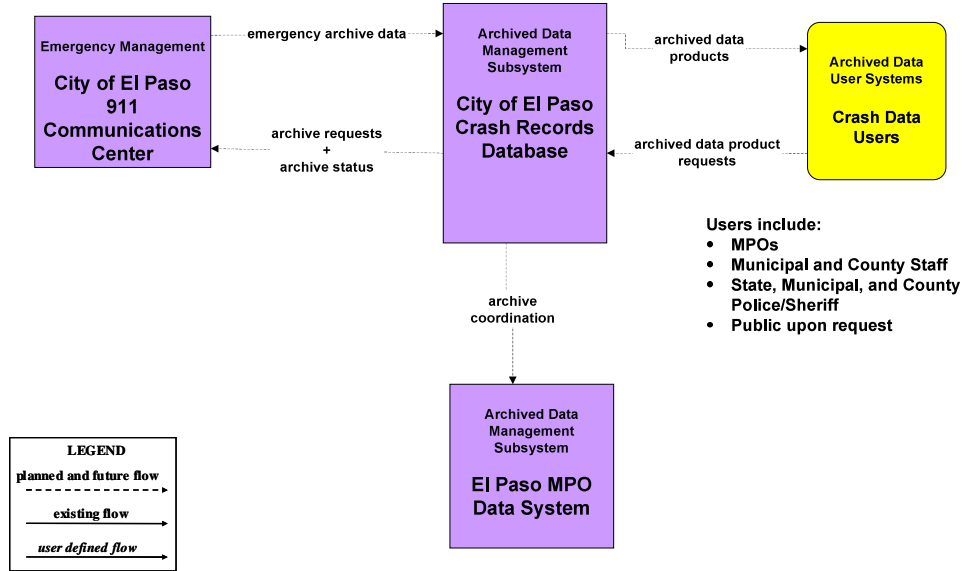 Emergency Management
City of El Paso
911
Communications
Center
emergency archive data
archive requests
+
archive status
Archived Data
Management
Subsystem
City of El Paso
Crash Records
Database
archived data
products
archived data product
requests
Archived Data
User Systems
Crash Data
Users
Users include:
• MPOs
• Municipal and County Staff
• State, Municipal, and County
Police/Sheriff
• Public upon request
archive
coordination
Archived Data
Management
Subsystem
El Paso MPO
Data System
LEGEND
planned and future flow
existing flow
user defined flow